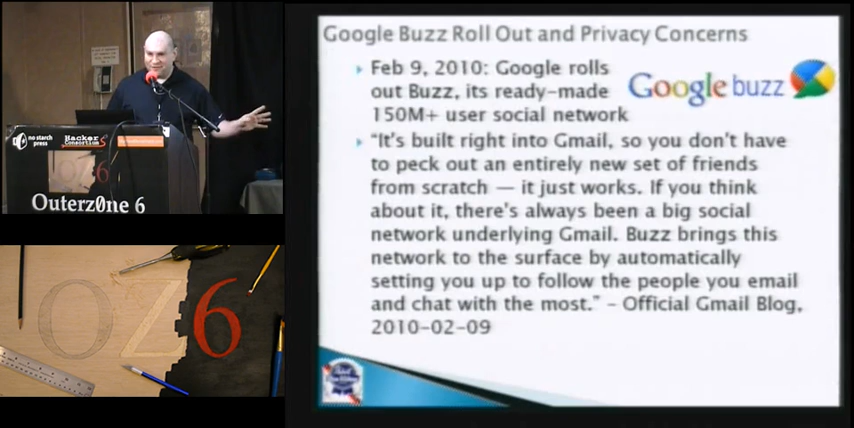 no starch
press
Hacker
Consortium
Outerz0ne 6
OZ6
Google Buzz Roll Out and Privacy Concerns
Feb 9, 2010: Google rolls
out Buzz, its ready-made
150M+ user social network
Google buzz
“It's built right into Gmail, so you don't have
to peck out an entirely new set of friends
from scratch — it just works. If you think
about it, there's always been a big social
network underlying Gmail. Buzz brings this
network to the surface by automatically
setting you up to follow the people you email
and chat with the most.” – Official Gmail Blog,
2010-02-09